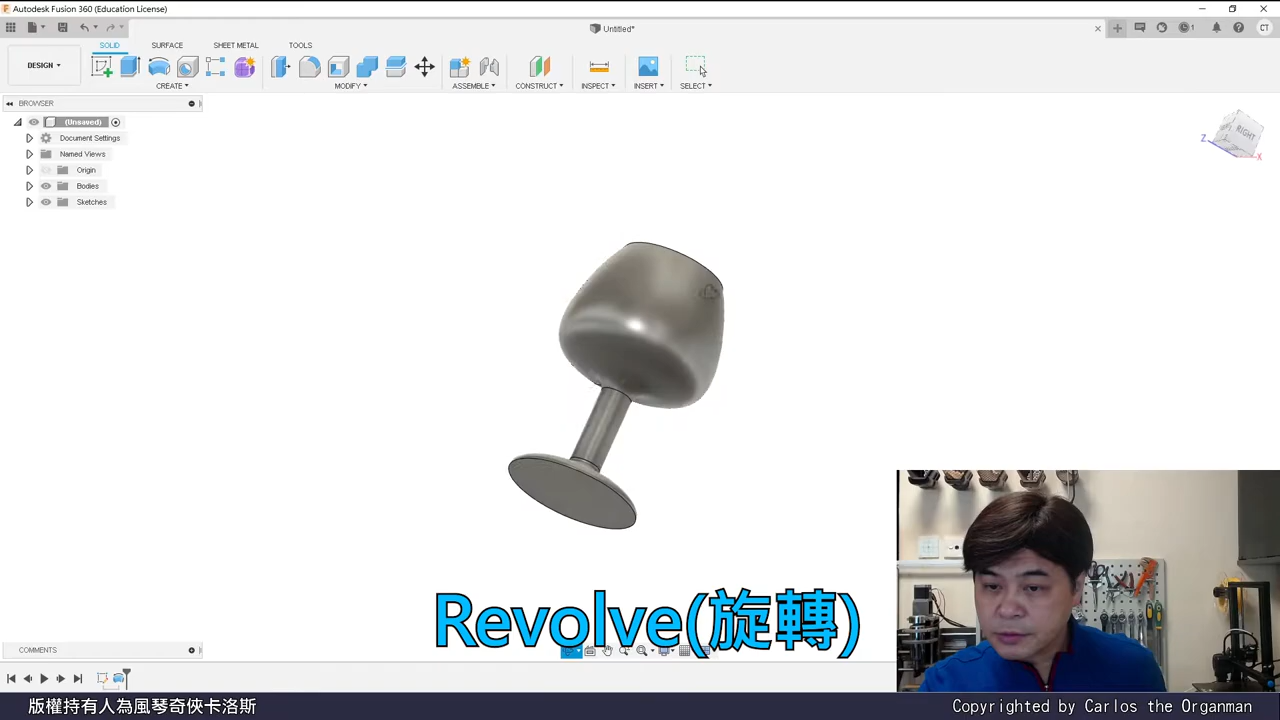 Autodesk Fusion 360 (Education License)
Untitled*
1
CT
DESIGN
SOLID
SURFACE
SHEET METAL
TOOLS
CREATE
MODIFY
ASSEMBLE
CONSTRUCT
INSPECT
INSERT
SELECT
BROWSER
(Unsaved)
Document Settings
Named Views
Origin
Bodies
Sketches
RIGHT
Z
X
Revolve(旋轉)
COMMENTS
版權持有人為風琴奇俠卡洛斯
Copyrighted by Carlos the Organman